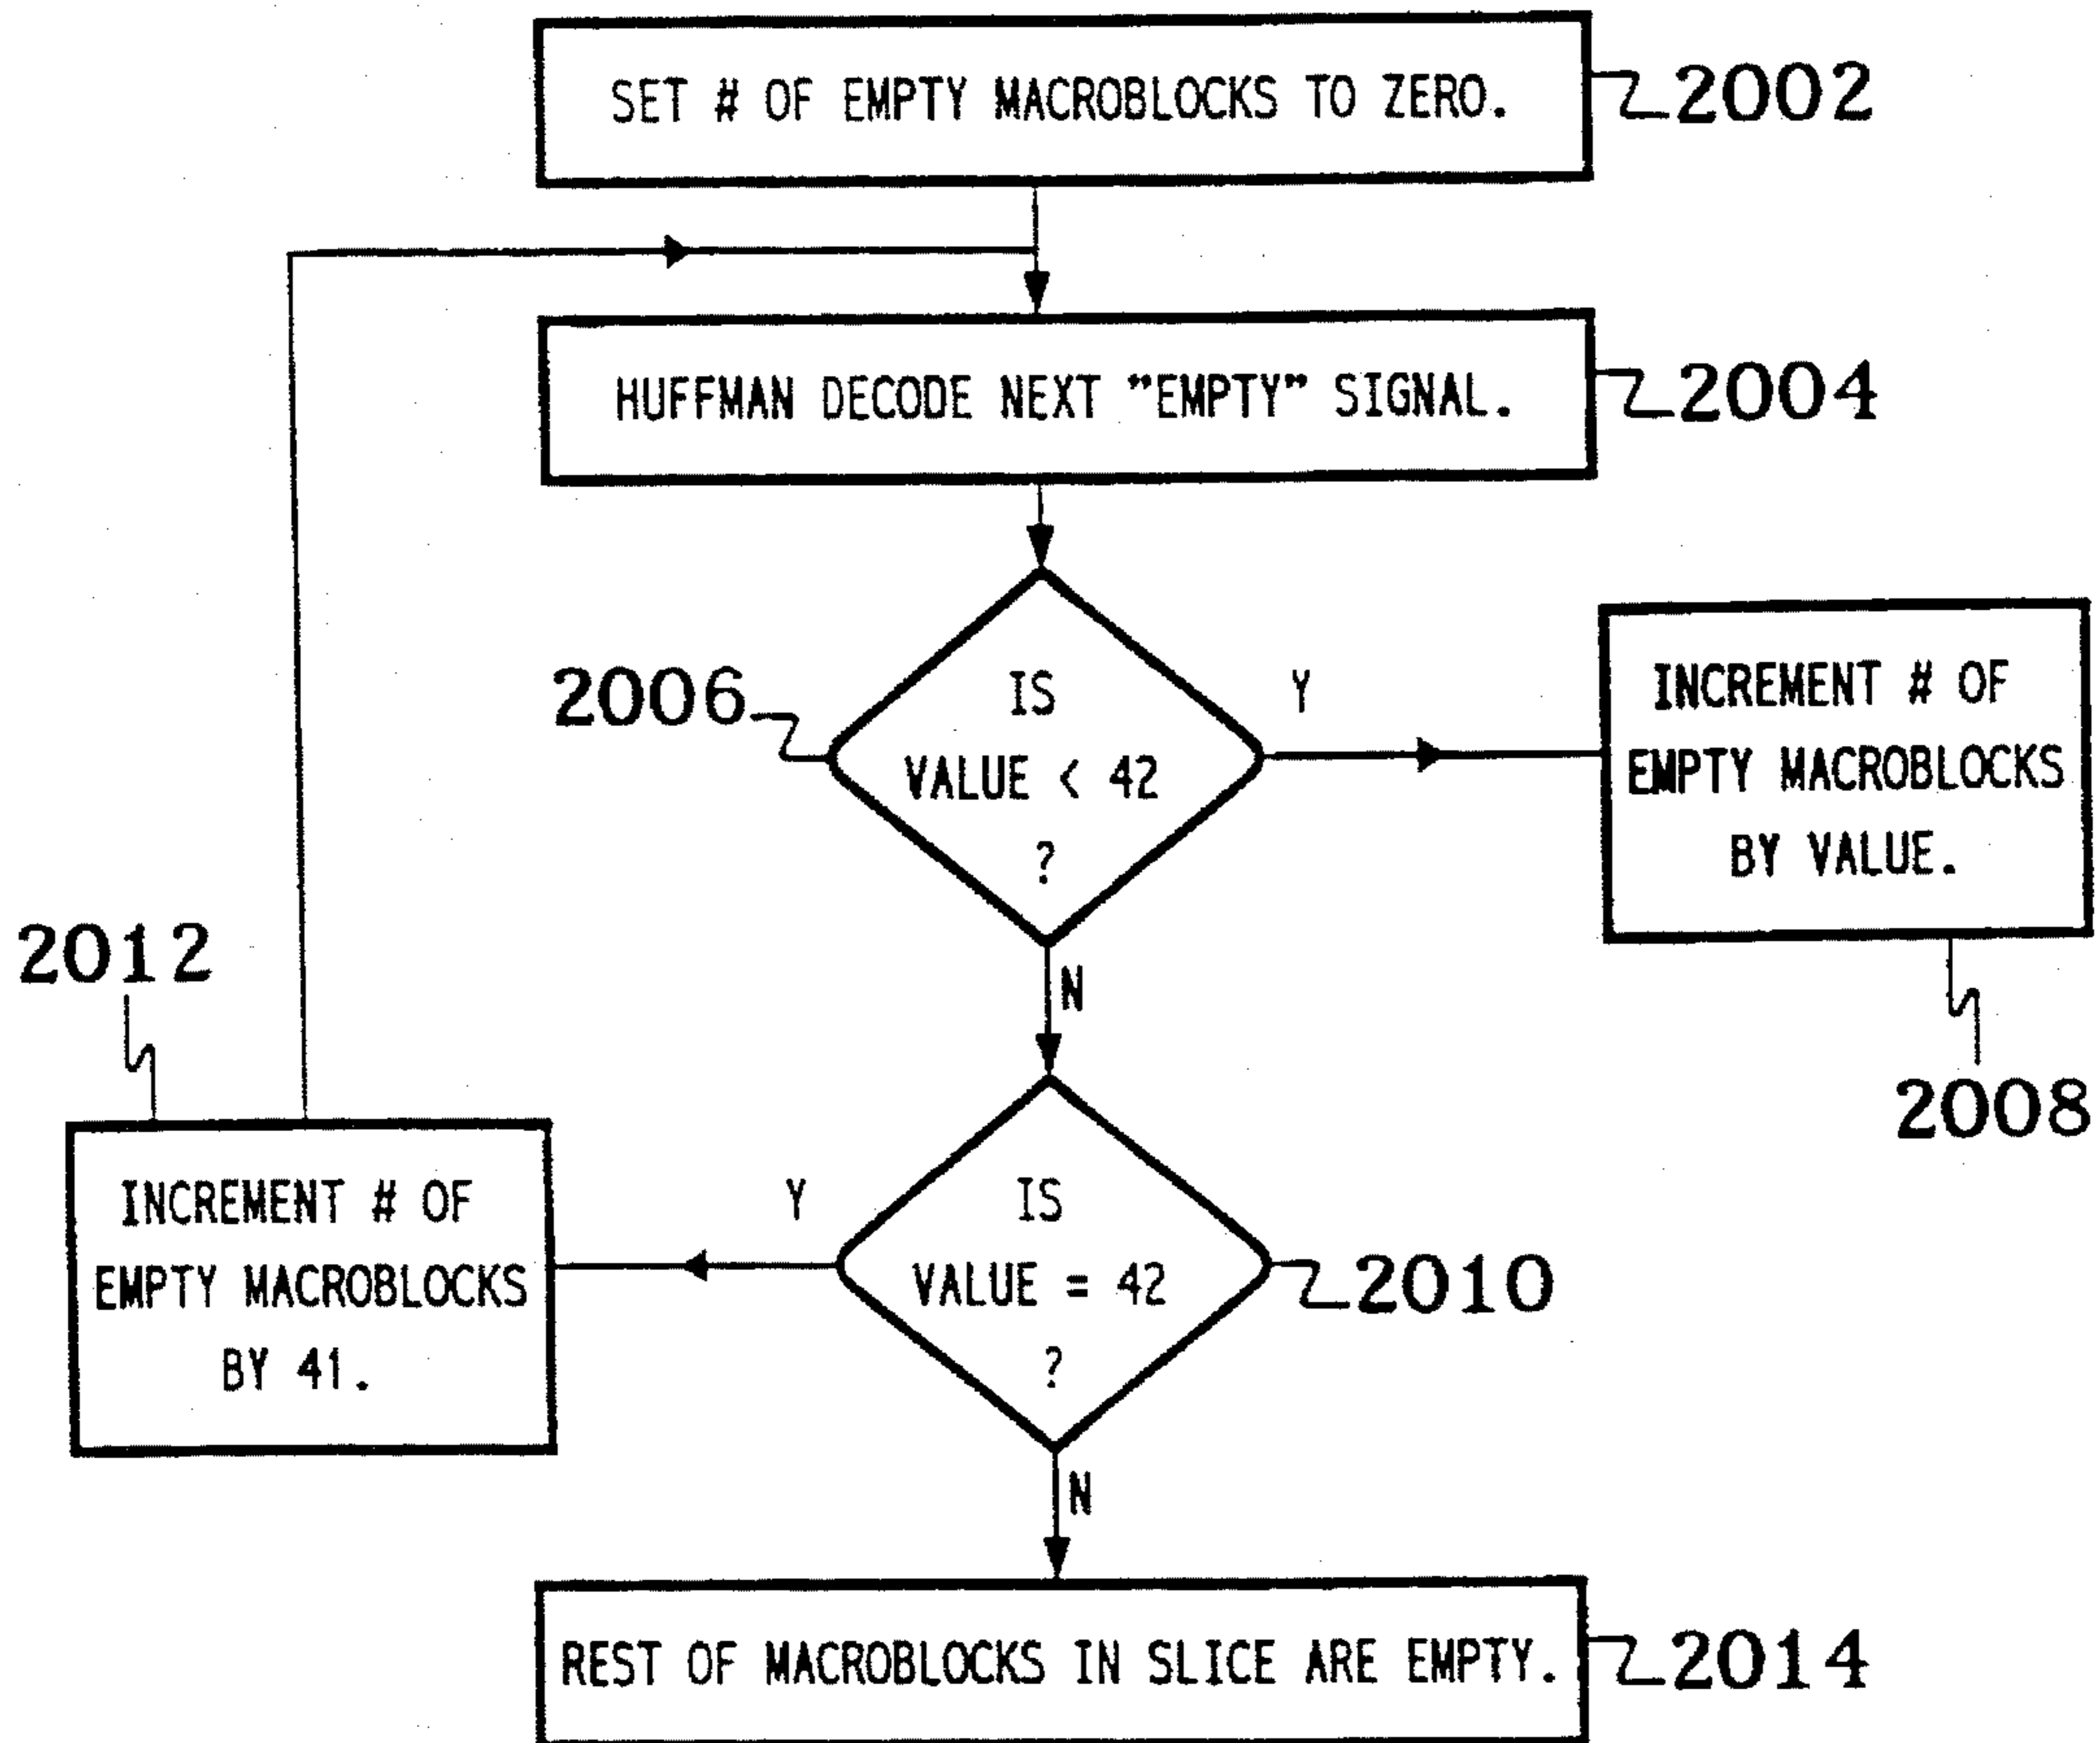 SET # OF EMPTY MACROBLOCKS TO ZERO.
2002
HUFFMAN DECODE NEXT "EMPTY" SIGNAL.
2004
2006
IS
VALUE < 42
?
Y
INCREMENT # OF
EMPTY MACROBLOCKS
BY VALUE.
2008
N
2012
INCREMENT # OF
EMPTY MACROBLOCKS
BY 41.
Y
IS
VALUE = 42
?
2010
N
REST OF MACROBLOCKS IN SLICE ARE EMPTY.
2014